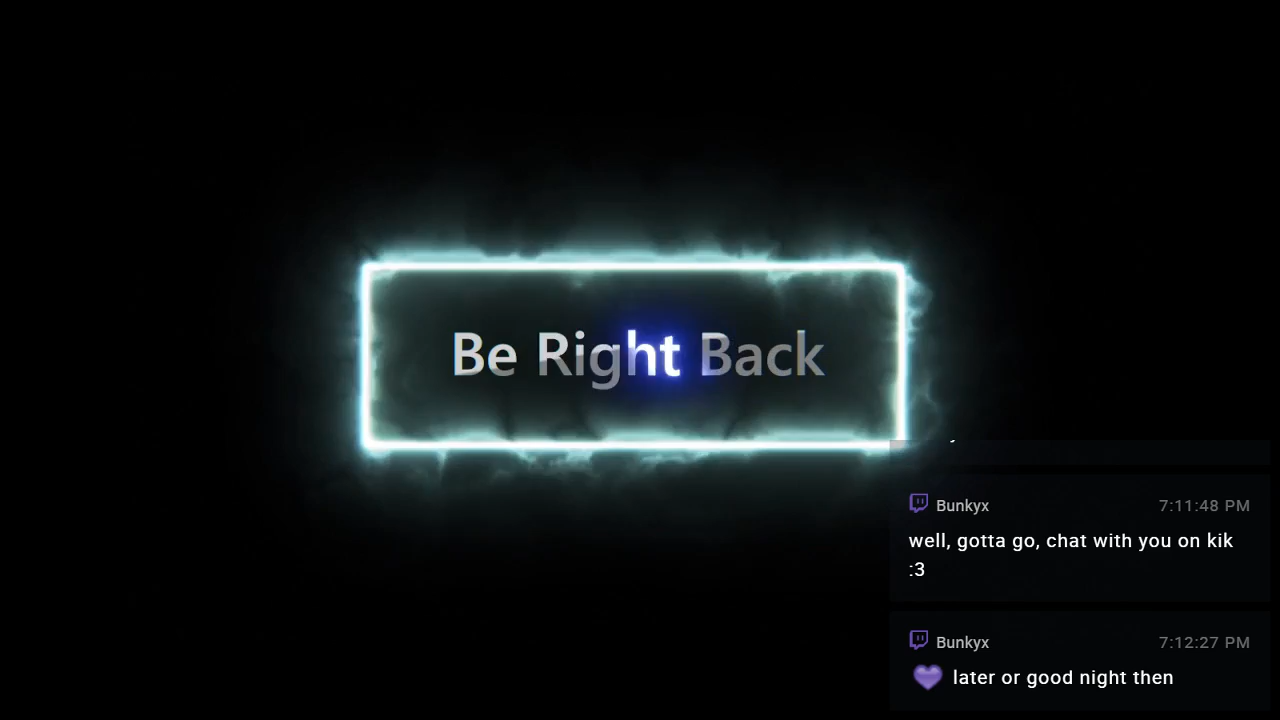 Be Right Back
Bunkyx 7:11:48 PM
well, gotta go, chat with you on kik
:3
Bunkyx 7:12:27 PM
💜 later or good night then